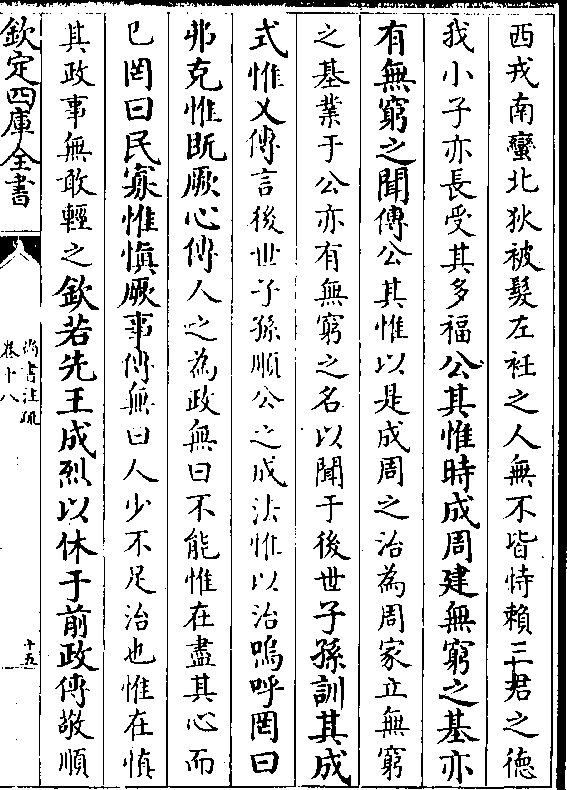 西戎南蠻北狄被髮左衽之人無不皆恃賴三君之德
我小子亦長受其多福公其惟時成周建無窮之基亦
有無窮之聞傳公其惟以是成周之治為周家立無窮
之基業于公亦有無窮之名以聞于後世子孫訓其成
式惟乂傳言後世子孫順公之成法惟以治嗚呼罔曰
弗克惟既厥心傳人之為政無曰不能惟在盡其心而
已罔曰民寡惟慎厥事傳無曰人少不足治也惟在慎
其政事無敢輕之欽若先王成烈以休于前政傳敬順
欽定四庫全書
尚書注疏
卷十八
十五